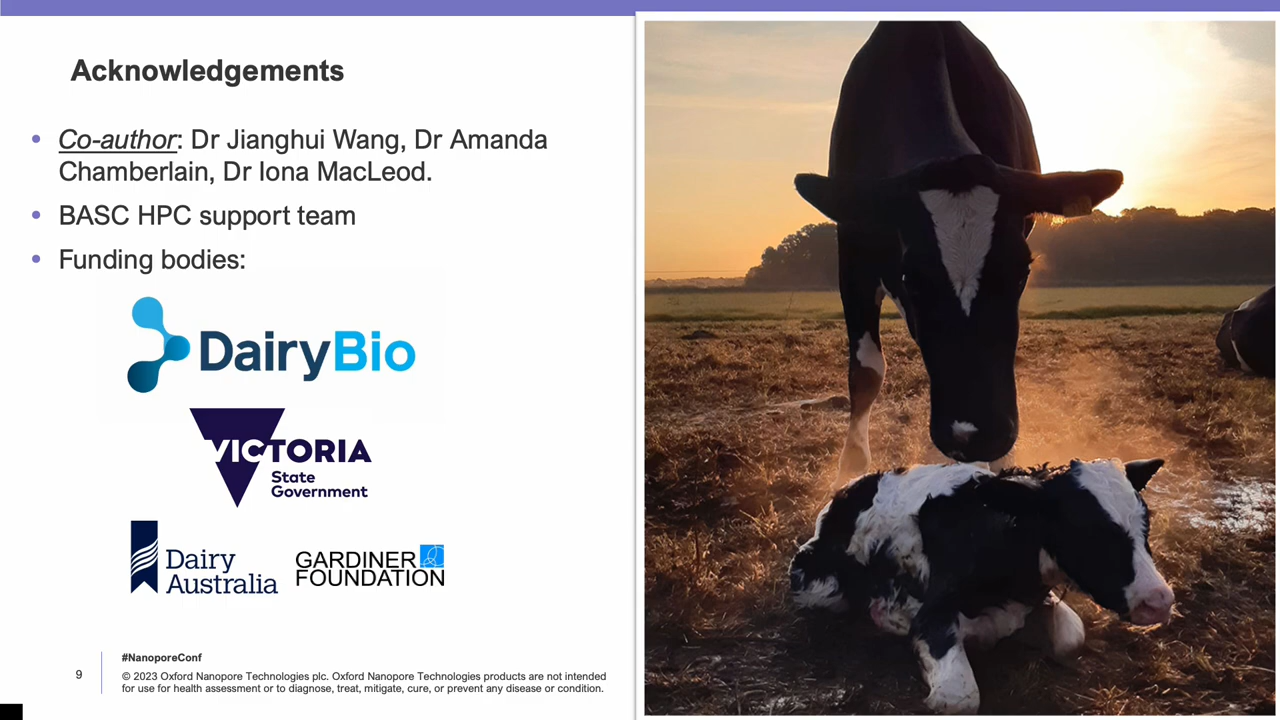 Acknowledgements
Co-author: Dr Jianghui Wang, Dr Amanda
Chamberlain, Dr Iona MacLeod.
BASC HPC support team
Funding bodies:
DairyBio
VICTORIA
State
Government
Dairy
Australia
GARDINER
FOUNDATION
#NanoporeConf
9
© 2023 Oxford Nanopore Technologies plc. Oxford Nanopore Technologies products are not intended
for use for health assessment or to diagnose, treat, mitigate, cure, or prevent any disease or condition.